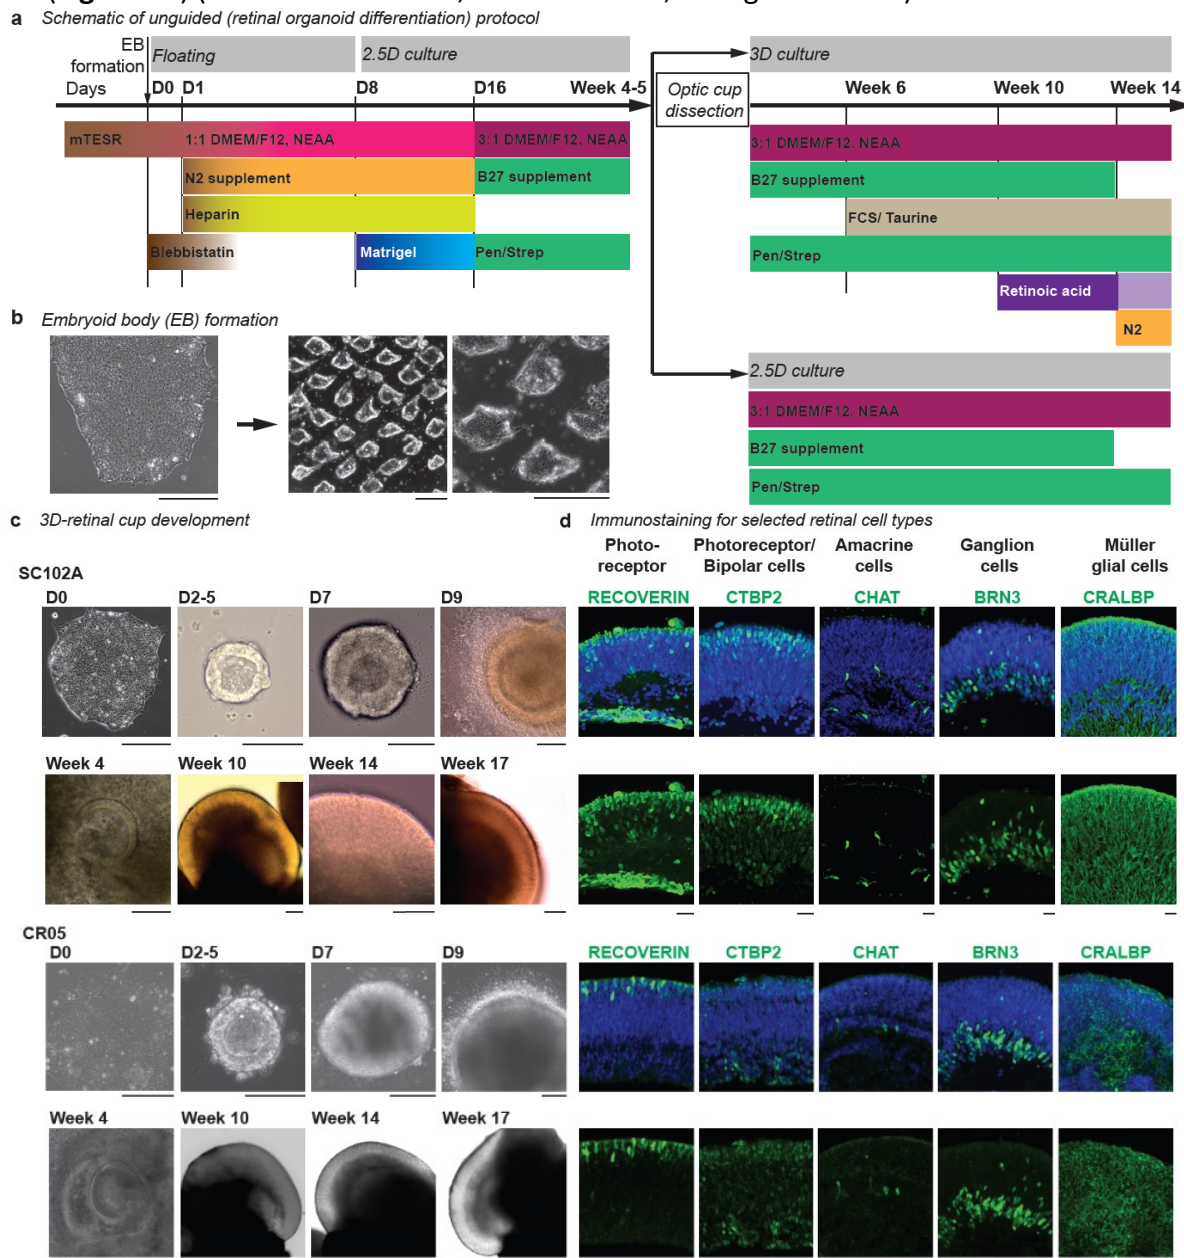 a Schematic of unguided (retinal organoid differentiation) protocol
EB formation
Floating
2.5D culture
Days D0 D1 D8 D16 Week 4-5
mTESR 1:1 DMEM/F12, NEAA 3:1 DMEM/F12. NEAA
N2 supplement B27 supplement
Heparin
Blebbistatin Matrigel Pen/Strep
Optic cup dissection
3D culture
Week 6 Week 10 Week 14
3:1 DMEM/F12. NEAA
B27 supplement
FCS/ Taurine
Pen/Strep
Retinoic acid
N2
2.5D culture
3:1 DMEM/F12. NEAA
B27 supplement
Pen/Strep
b Embryoid body (EB) formation
c 3D-retinal cup development
SC102A
D0 D2-5 D7 D9
Week 4 Week 10 Week 14 Week 17
CR05
D0 D2-5 D7 D9
Week 4 Week 10 Week 14 Week 17
d Immunostaining for selected retinal cell types
Photo-receptor Photoreceptor/ Bipolar cells Amacrine cells Ganglion cells Müller glial cells
RECOVERIN CTBP2 CHAT BRN3 CRALBP
RECOVERIN CTBP2 CHAT BRN3 CRALBP